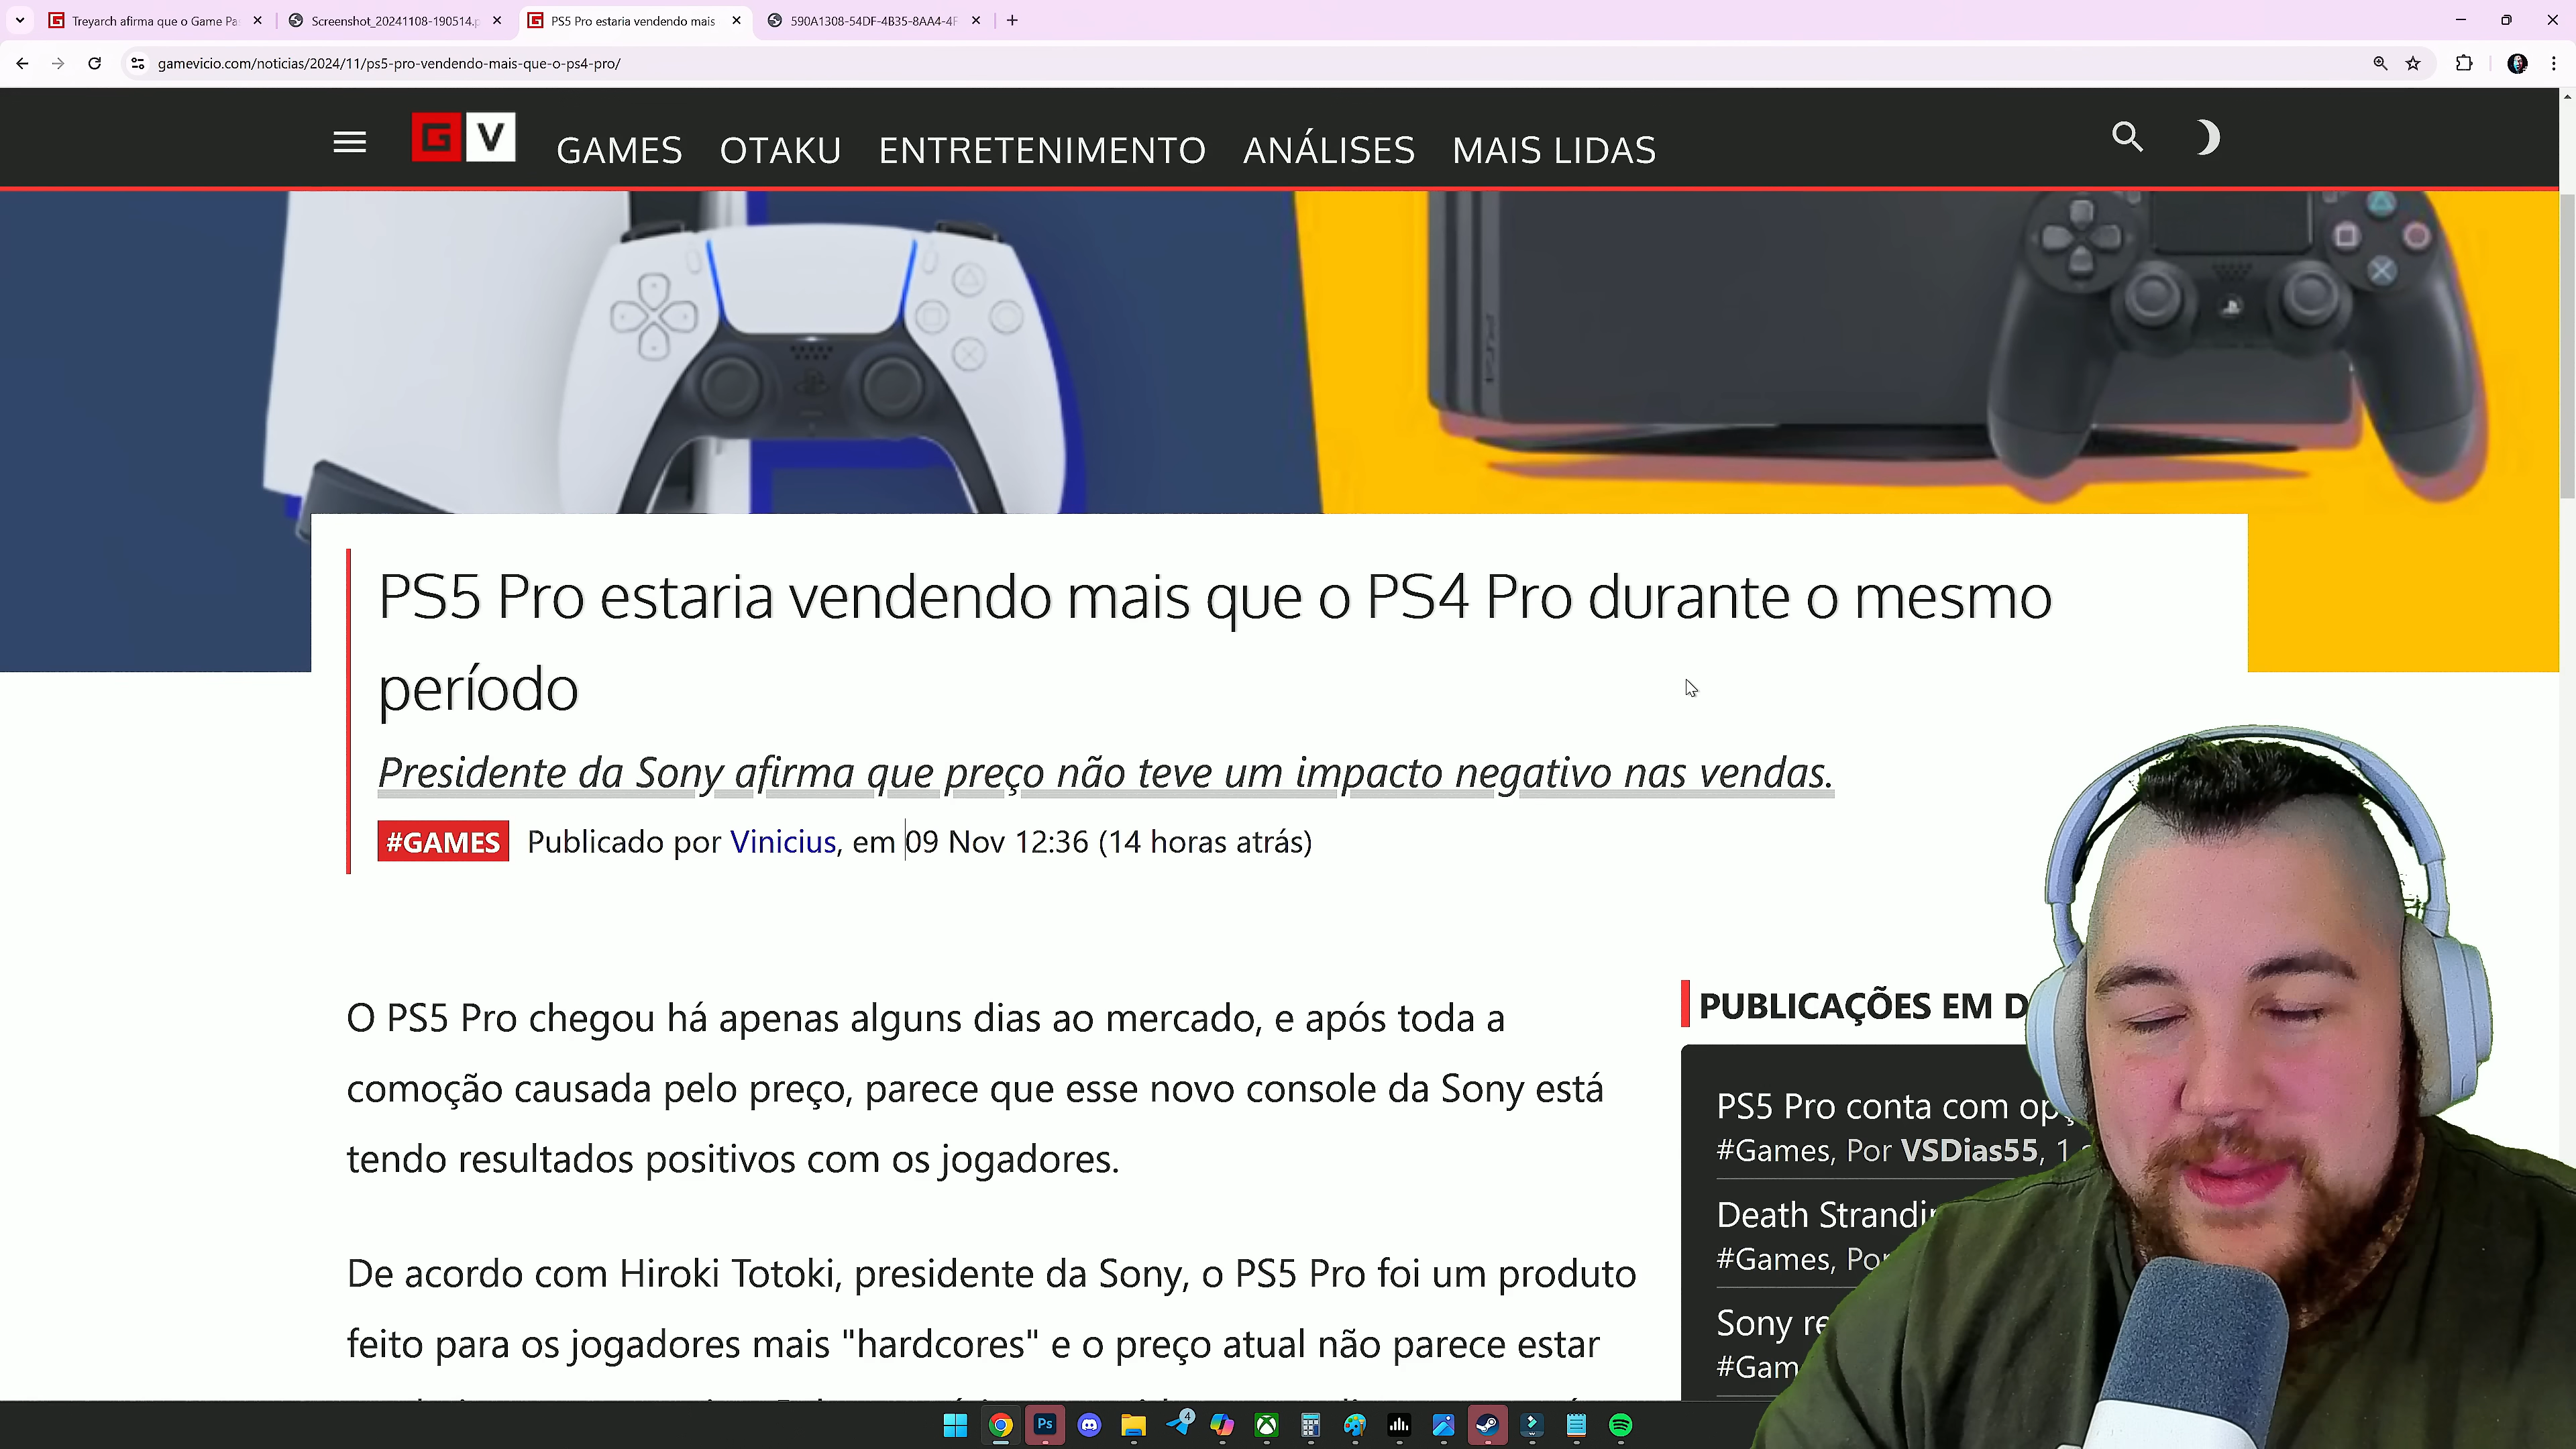 Treyarch afirma que o Game Pa
Screenshot_20241108-190514.p
PS5 Pro estaria vendendo mais
590A1308-54DF-4B35-8AA4-4F
gamevicio.com/noticias/2024/11/ps5-pro-vendendo-mais-que-o-ps4-pro/
G V
GAMES OTAKU ENTRETENIMENTO ANÁLISES MAIS LIDAS
PS5 Pro estaria vendendo mais que o PS4 Pro durante o mesmo
período
Presidente da Sony afirma que preço não teve um impacto negativo nas vendas.
#GAMES Publicado por Vinicius, em 09 Nov 12:36 (14 horas atrás)
O PS5 Pro chegou há apenas alguns dias ao mercado, e após toda a
comoção causada pelo preço, parece que esse novo console da Sony está
tendo resultados positivos com os jogadores.
De acordo com Hiroki Totoki, presidente da Sony, o PS5 Pro foi um produto
feito para os jogadores mais "hardcores" e o preço atual não parece estar
PUBLICAÇÕES EM D
PS5 Pro conta com
#Games, Por VSDias55, 1
Death
#Games, Por
Sony
Ps
4